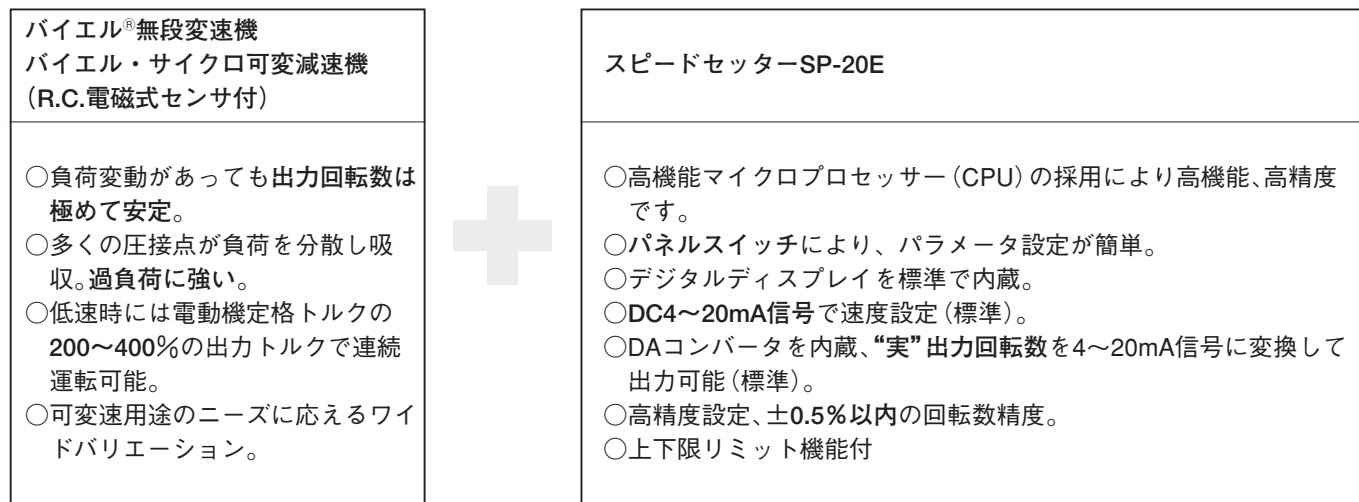 バイエル®無段変速機
バイエル・サイクロ可変減速機
（R.C.電磁式センサ付）
○負荷変動があっても出力回転数は
極めて安定。
○多くの圧接点が負荷を分散し吸
収。過負荷に強い。
○低速時には電動機定格トルクの
200〜400％の出力トルクで連続
運転可能。
○可変速用途のニーズに応えるワイ
ドバリエーション。
スピードセッターSP-20E
○高機能マイクロプロセッサー（CPU）の採用により高機能、高精度
です。
○パネルスイッチにより、パラメータ設定が簡単。
○デジタルディスプレイを標準で内蔵。
○DC4〜20mA信号で速度設定（標準）。
○DAコンバータを内蔵、“実”出力回転数を4〜20mA信号に変換して
出力可能（標準）。
○高精度設定、±0.5％以内の回転数精度。
○上下限リミット機能付